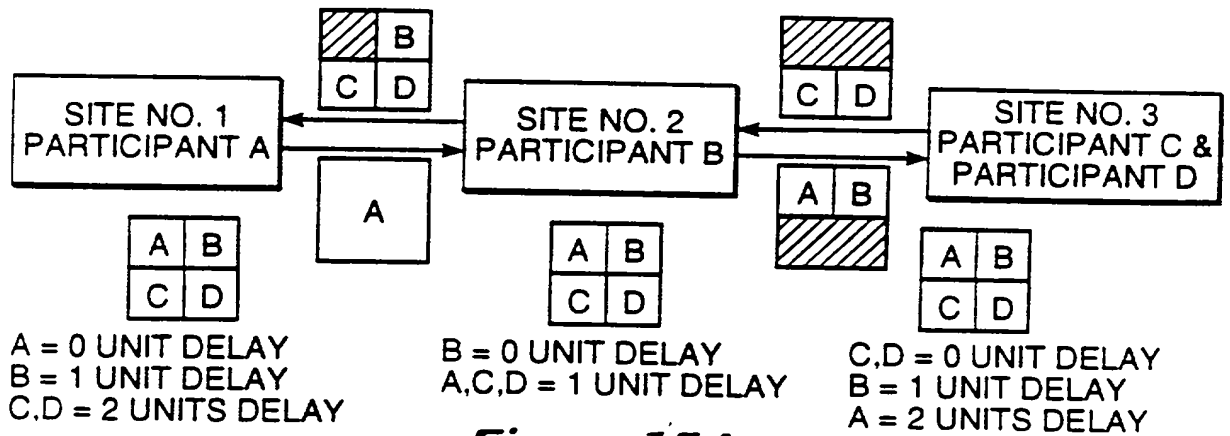 B
C D
C D
SITE NO. 1
PARTICIPANT A
SITE NO. 2
PARTICIPANT B
SITE NO. 3
PARTICIPANT C &
PARTICIPANT D
A
A B
A B
C D
A B
C D
A B
C D
A = 0 UNIT DELAY
B = 1 UNIT DELAY
C,D = 2 UNITS DELAY
B = 0 UNIT DELAY
A,C,D = 1 UNIT DELAY
C,D = 0 UNIT DELAY
B = 1 UNIT DELAY
A = 2 UNITS DELAY